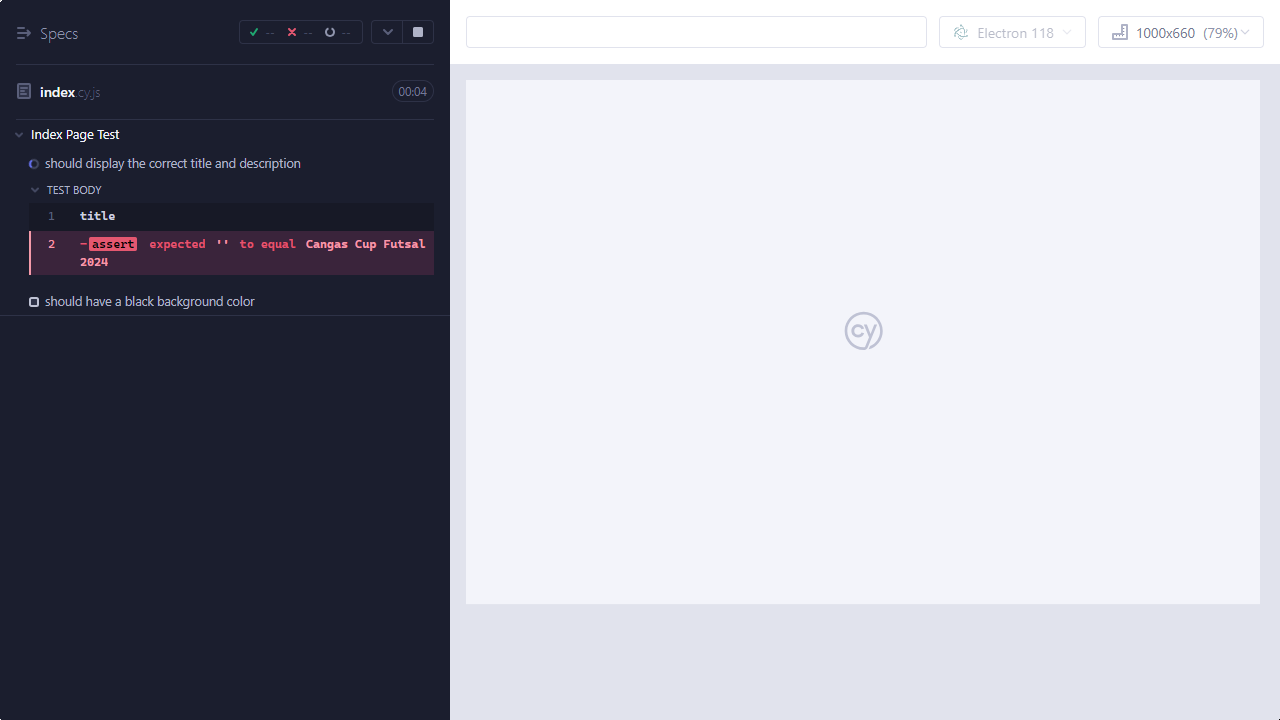 Specs
-- -- --
Electron 118
1000x660 (79%)
index.cy.js
00:04
Index Page Test
should display the correct title and description
TEST BODY
1 title
2 -assert expected '' to equal Cangas Cup Futsal
2024
should have a black background color
cy